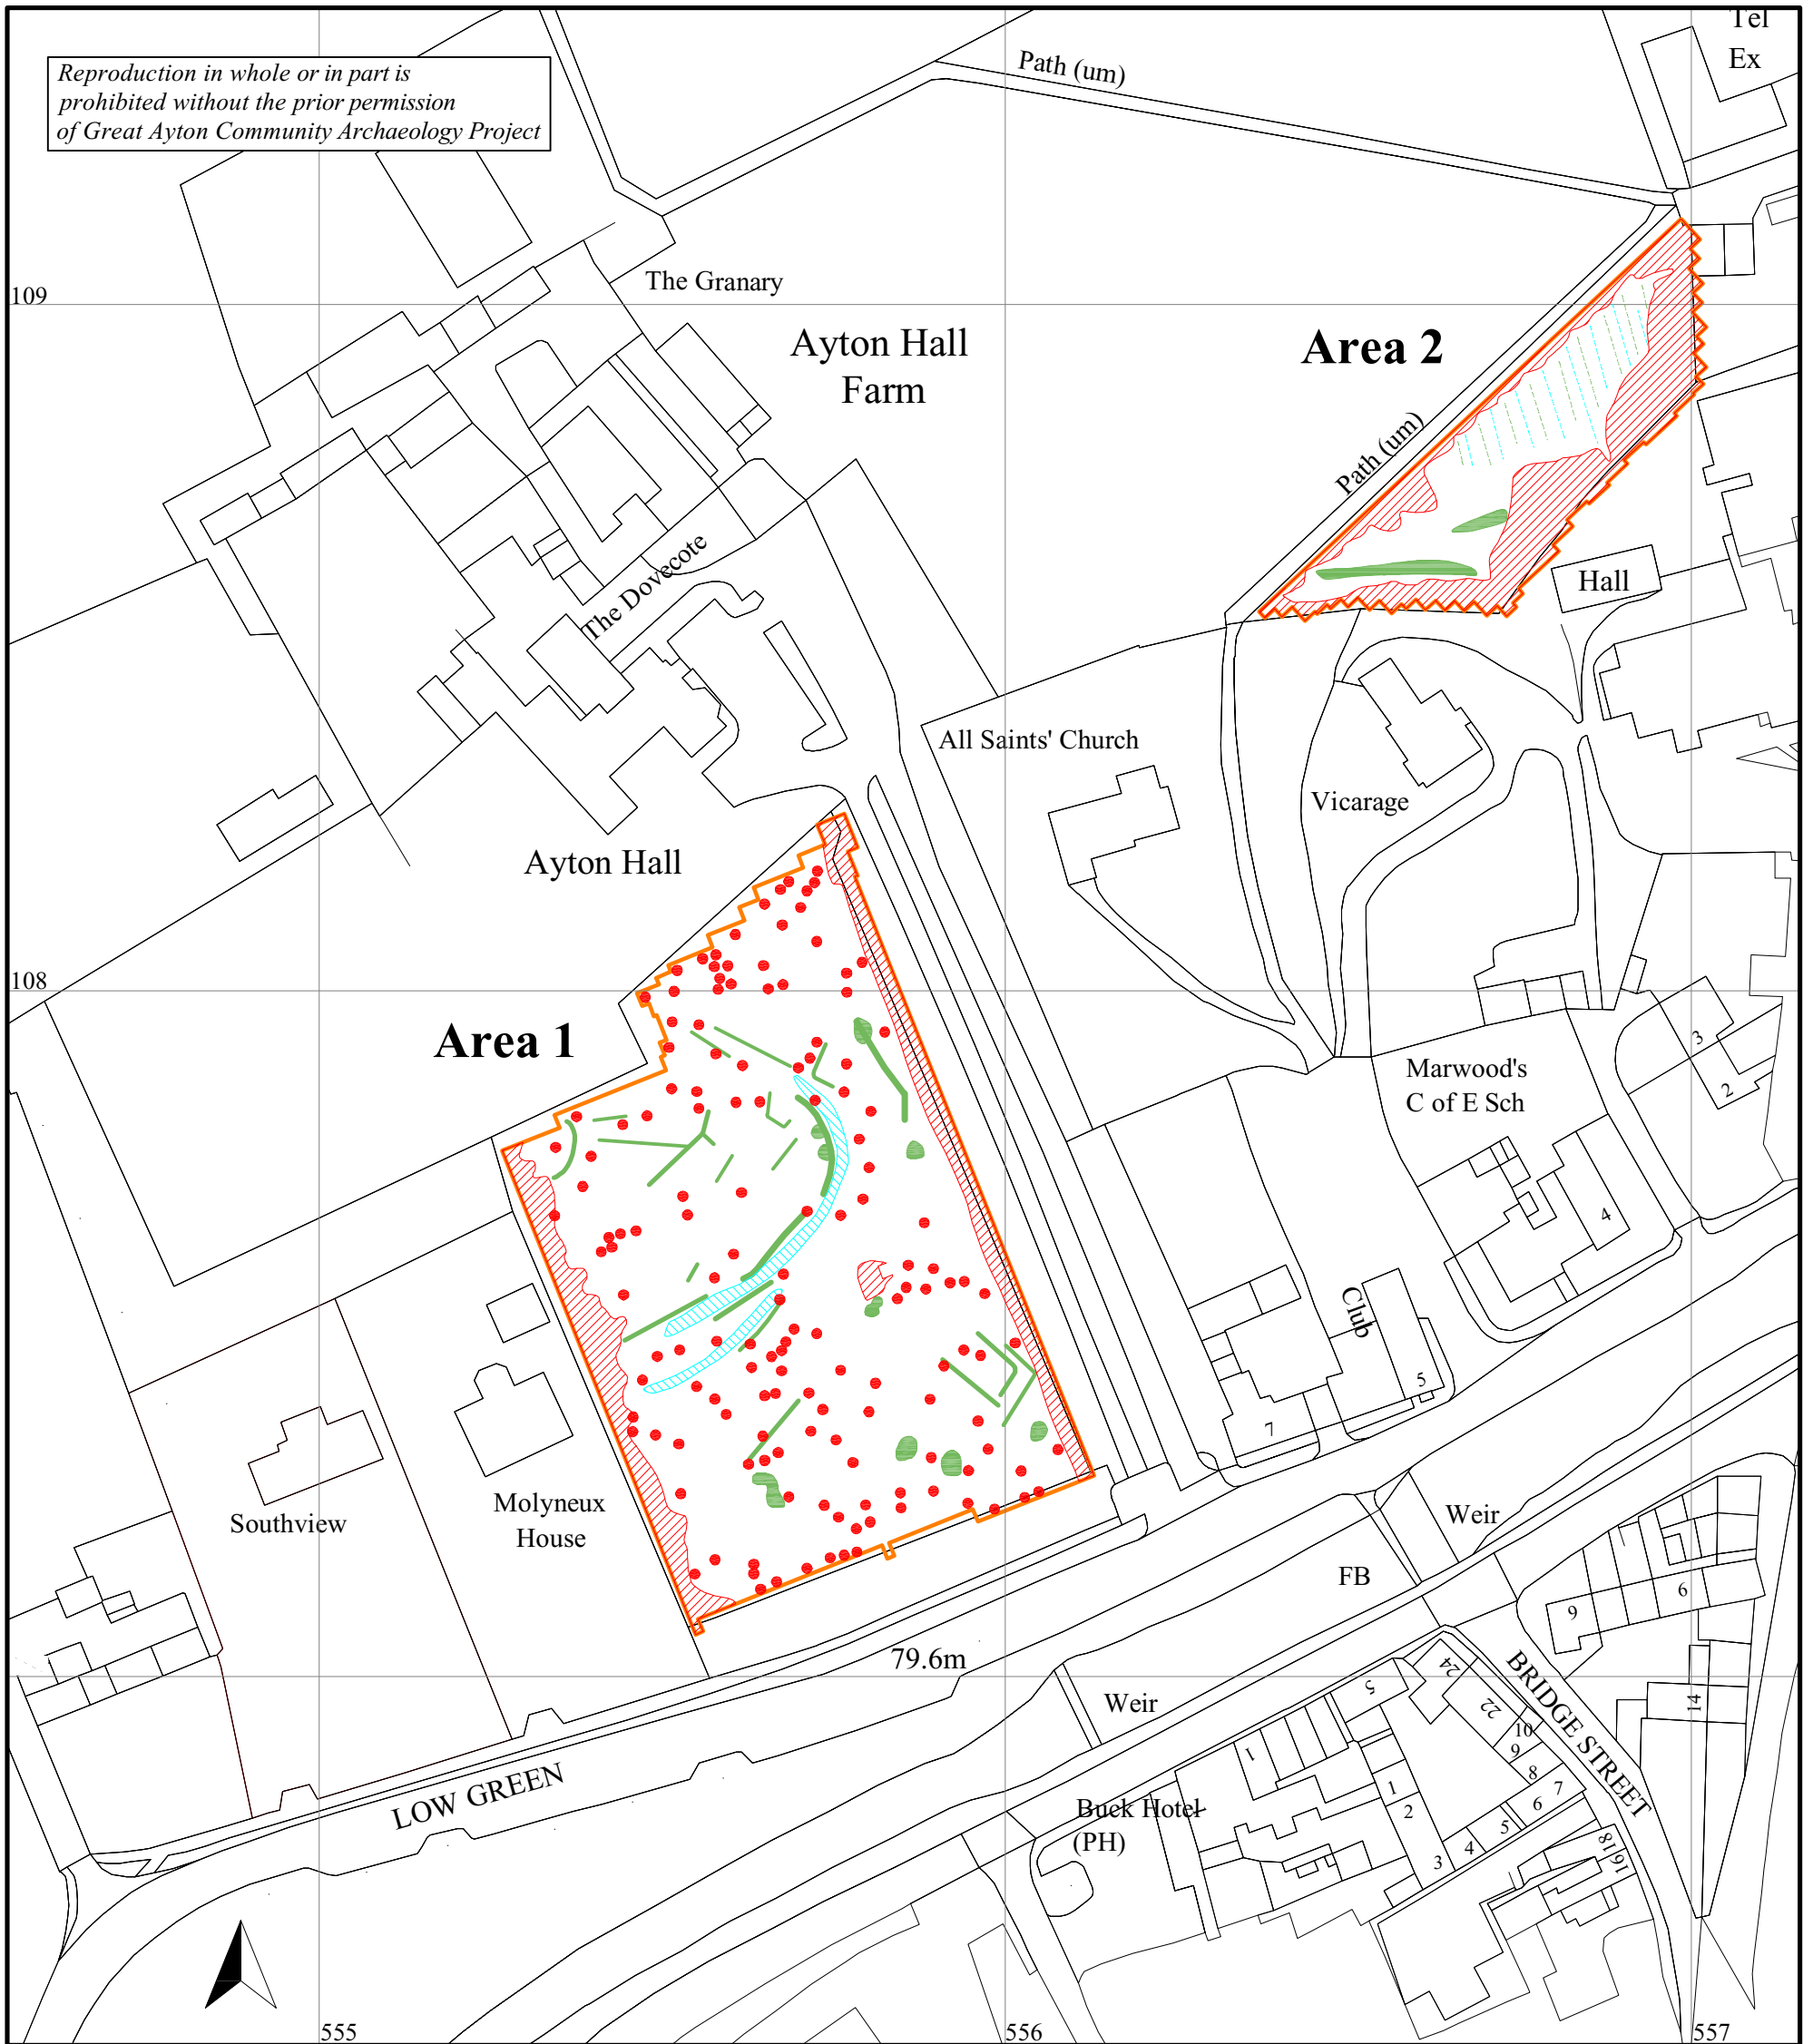 Reproduction in whole or in part is
prohibited without the prior permission
of Great Ayton Community Archaeology Project
Tel
Ex
Path (um)
109
The Granary
Ayton Hall
Farm
Area 2
Path (um)
The Dovecote
Hall
All Saints' Church
Vicarage
Ayton Hall
108
Area 1
Marwood's
C of E Sch
3
2
4
Club
5
7
Southview
Molyneux
House
Weir
FB
6
9
79.6m
Weir
BRIDGE STREET
24
22
5
14
10
9
8
7
6
5
4
3
1
1
2
LOW GREEN
Buck Hotel
(PH)
18
16
555
556
557